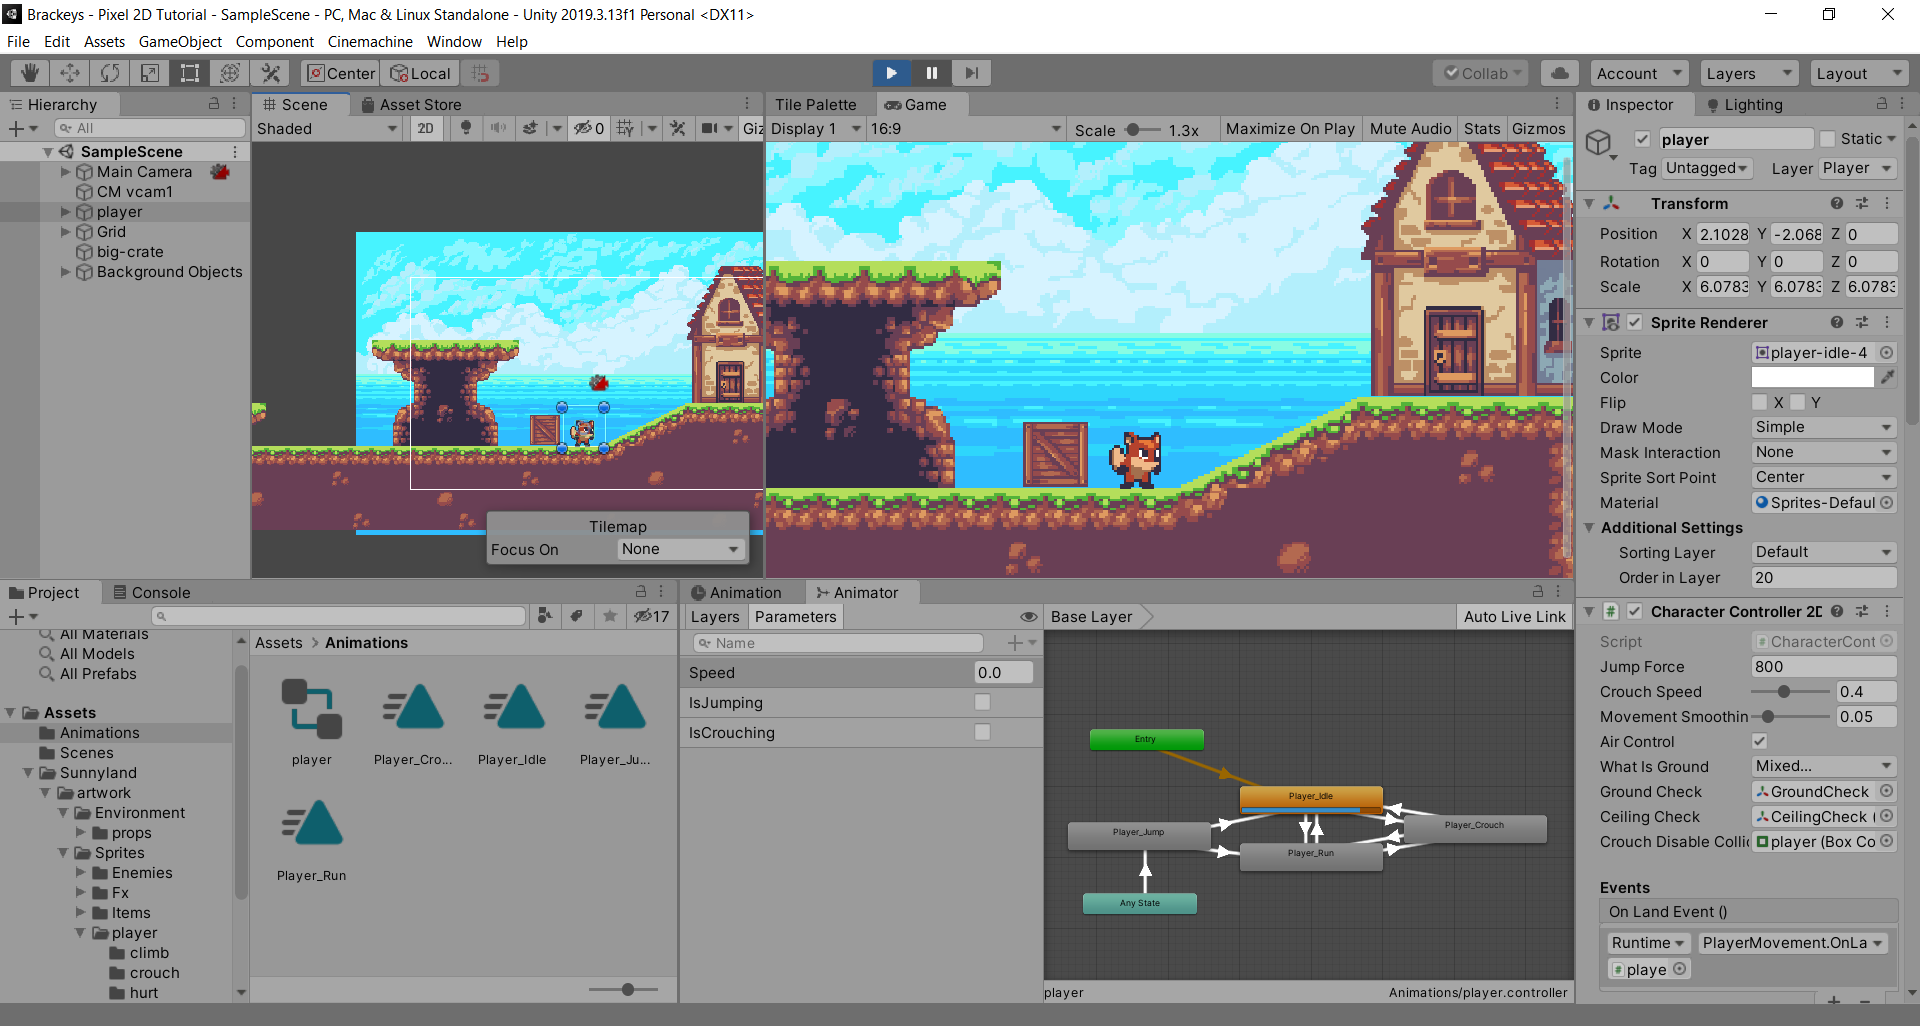 Brackeys - Pixel 2D Tutorial - SampleScene - PC, Mac & Linux Standalone - Unity 2019.3.13f1 Personal <DX11>
File Edit Assets GameObject Component Cinemachine Window Help
Center Local Collab Account Layers Layout
Hierarchy
All
SampleScene
Main Camera
CM vcam1
player
Grid
big-crate
Background Objects
Scene Asset Store
Shaded 2D 0 Giz
Tilemap
Focus On None
Tile Palette Game
Display 1 16:9 Scale 1.3x Maximize On Play Mute Audio Stats Gizmos
Inspector Lighting
player Static
Tag Untagged Layer Player
Transform
Position X 2.1028 Y -2.068 Z 0
Rotation X 0 Y 0 Z 0
Scale X 6.0783 Y 6.0783 Z 6.0783
Sprite Renderer
Sprite player-idle-4
Color
Flip X Y
Draw Mode Simple
Mask Interaction None
Sprite Sort Point Center
Material Sprites-Defaul
Additional Settings
Sorting Layer Default
Order in Layer 20
Character Controller 2D
Script CharacterCont
Jump Force 800
Crouch Speed 0.4
Movement Smoothin 0.05
Air Control
What Is Ground Mixed...
Ground Check GroundCheck
Ceiling Check CeilingCheck (
Crouch Disable Collic player (Box Co
Events
On Land Event ()
Runtime PlayerMovement.OnLa
playe
Project Console
17
All Materials
All Models
All Prefabs
Assets
Animations
Scenes
Sunnyland
artwork
Environment
props
Sprites
Enemies
Fx
Items
player
climb
crouch
hurt
Assets > Animations
player Player_Cro... Player_Idle Player_Ju...
Player_Run
Animation Animator
Layers Parameters Base Layer Auto Live Link
Name
Speed 0.0
IsJumping
IsCrouching
Entry
Player_Idle
Player_Jump
Player_Crouch
Player_Run
Any State
player Animations/player.controller